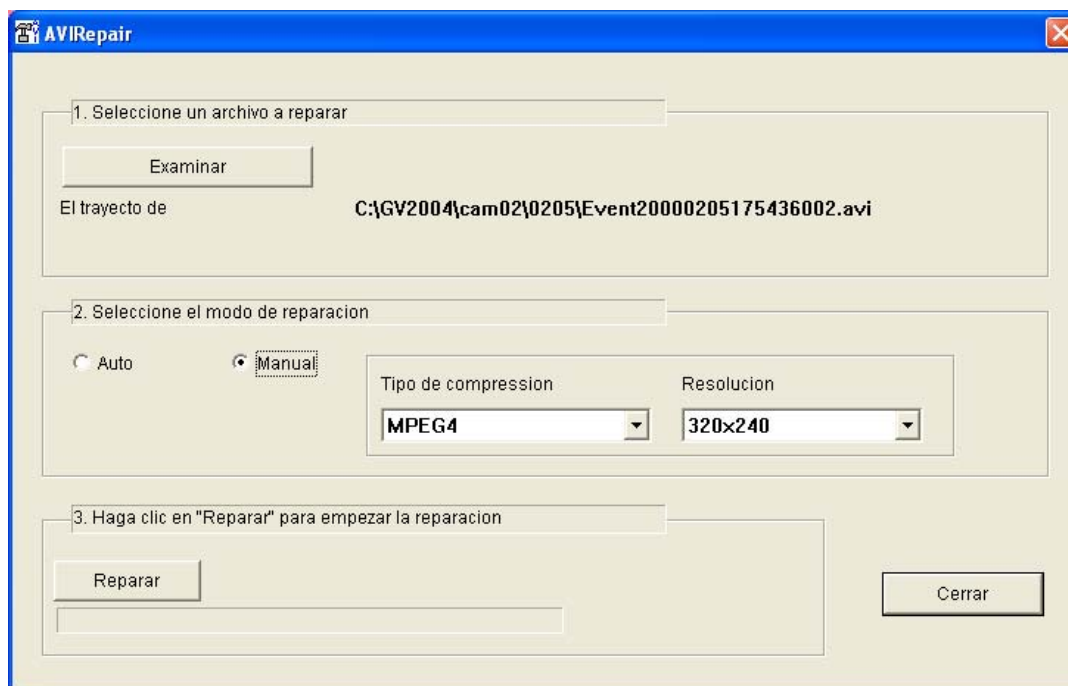 AVIRepair
1. Seleccione un archivo a reparar
Examinar
El trayecto de C:\GV2004\cam02\0205\Event20000205175436002.avi
2. Seleccione el modo de reparacion
Auto Manual
Tipo de compression Resolucion
MPEG4 320x240
3. Haga clic en "Reparar" para empezar la reparacion
Reparar
Cerrar